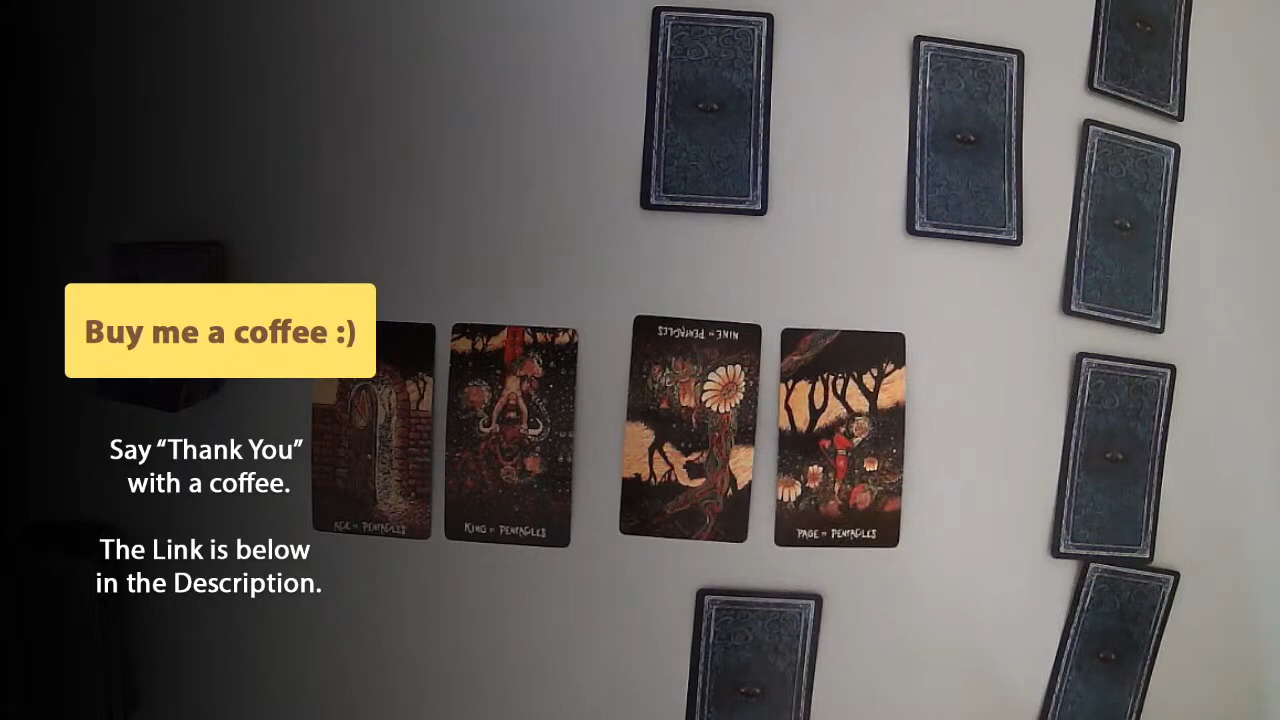 Buy me a coffee :)
Say “Thank You”
with a coffee.
The Link is below
in the Description.
ACE OF PENTACLES
KING OF PENTACLES
NINE OF PENTACLES
PAGE OF PENTACLES